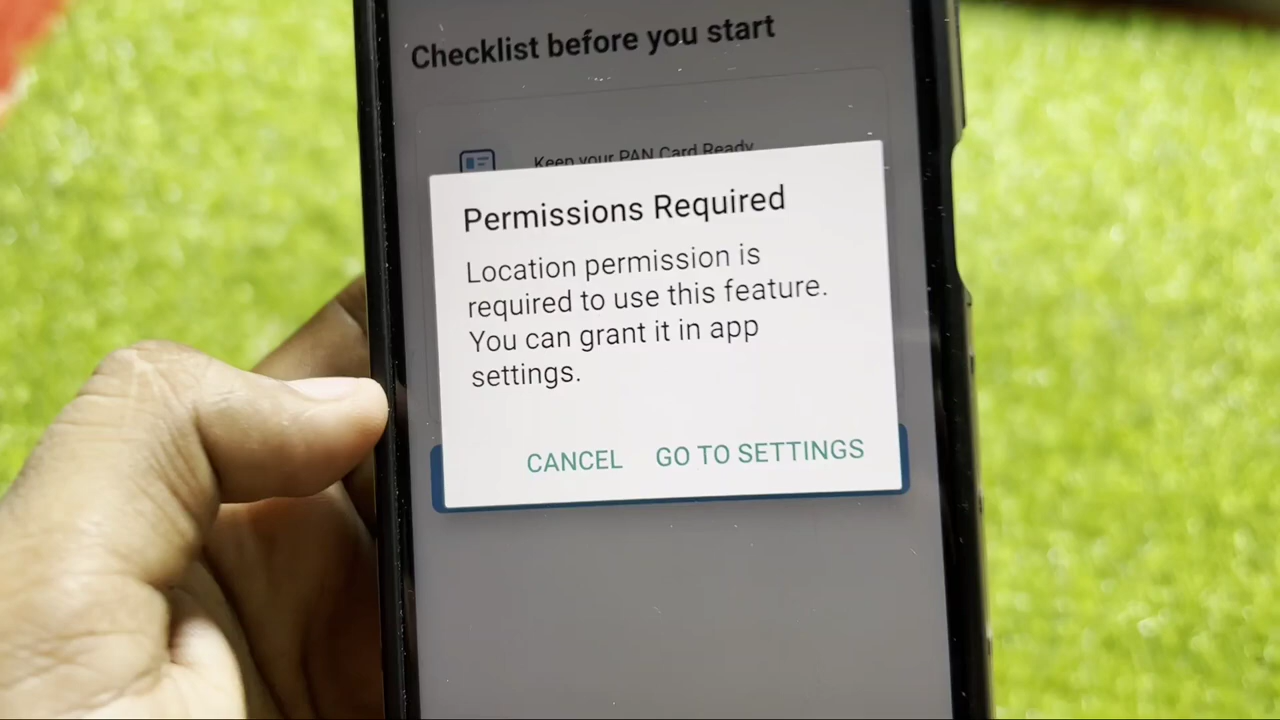 Checklist before you start
Keep your PAN Card Ready
Permissions Required
Location permission is
required to use this feature.
You can grant it in app
settings.
CANCEL GO TO SETTINGS